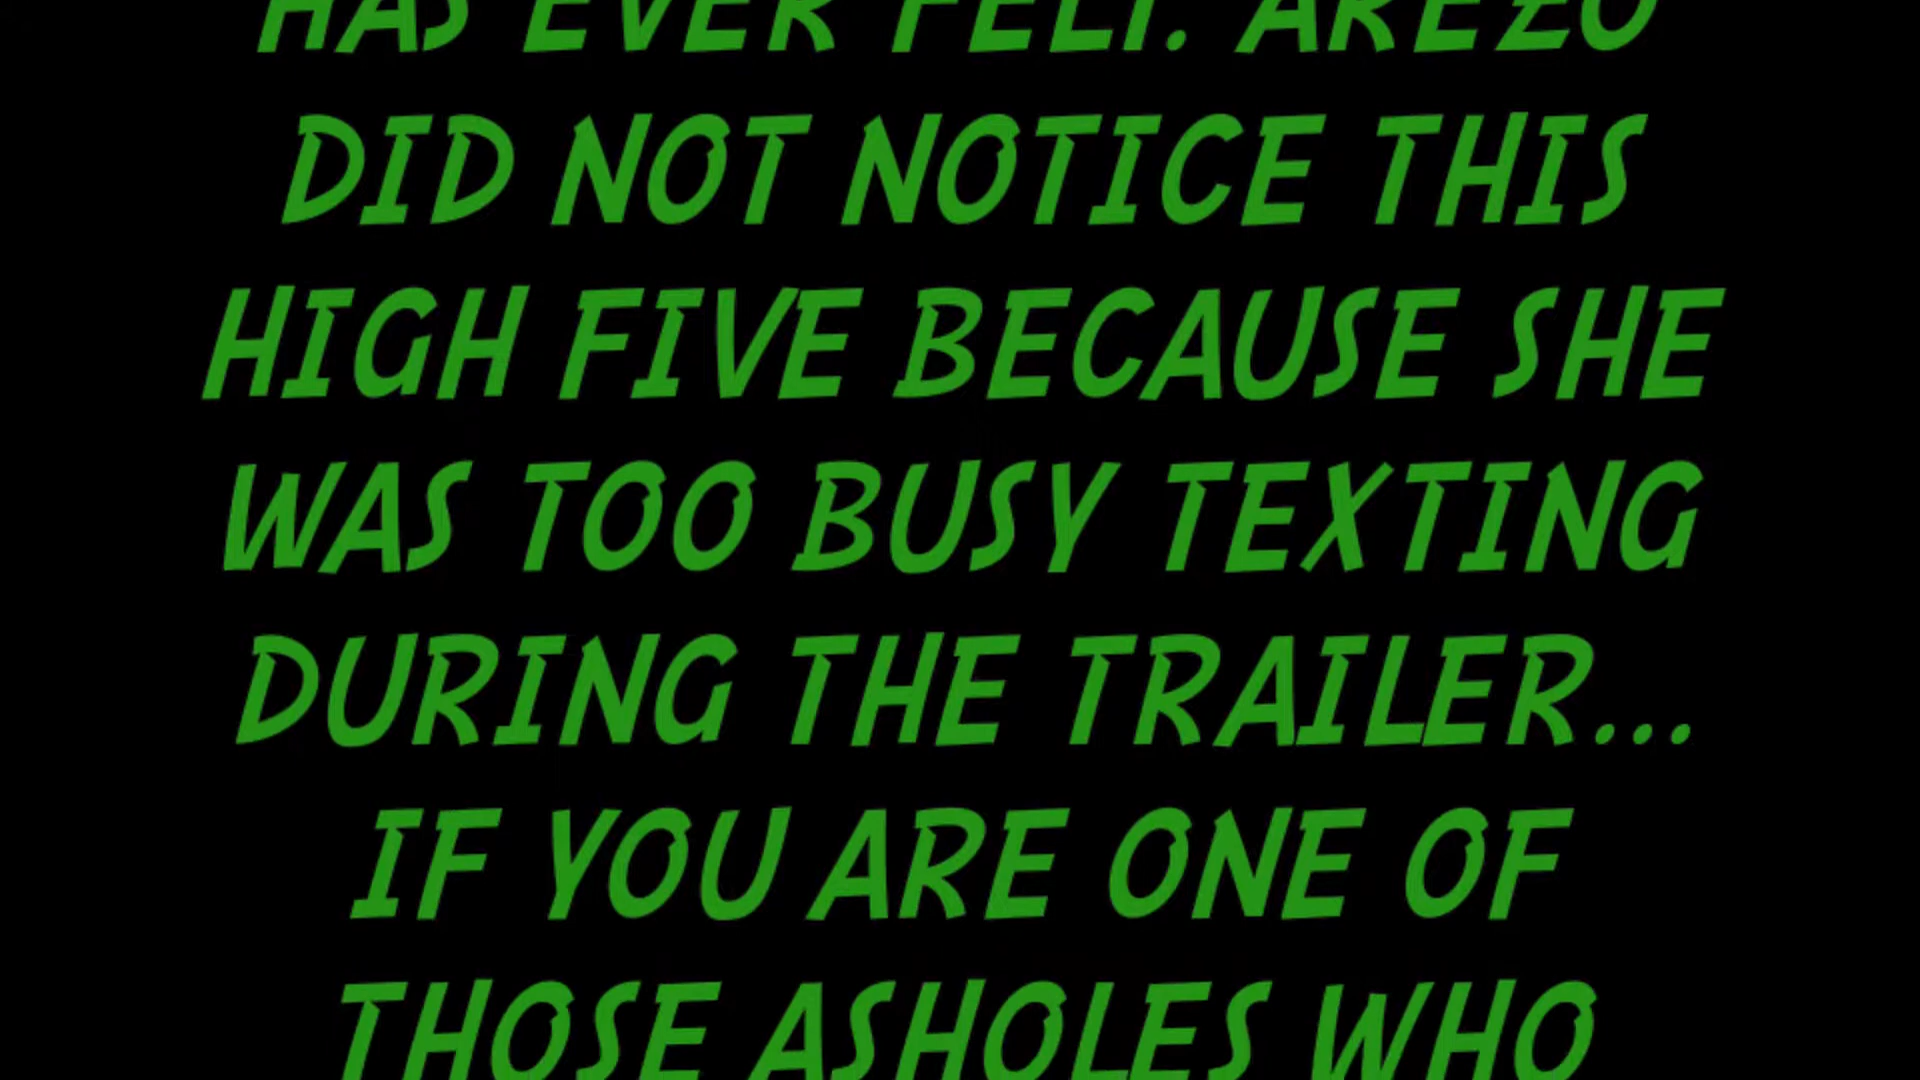 HAS EVER FELT. AREZO
DID NOT NOTICE THIS
HIGH FIVE BECAUSE SHE
WAS TOO BUSY TEXTING
DURING THE TRAILER...
IF YOU ARE ONE OF
THOSE ASHOLES WHO